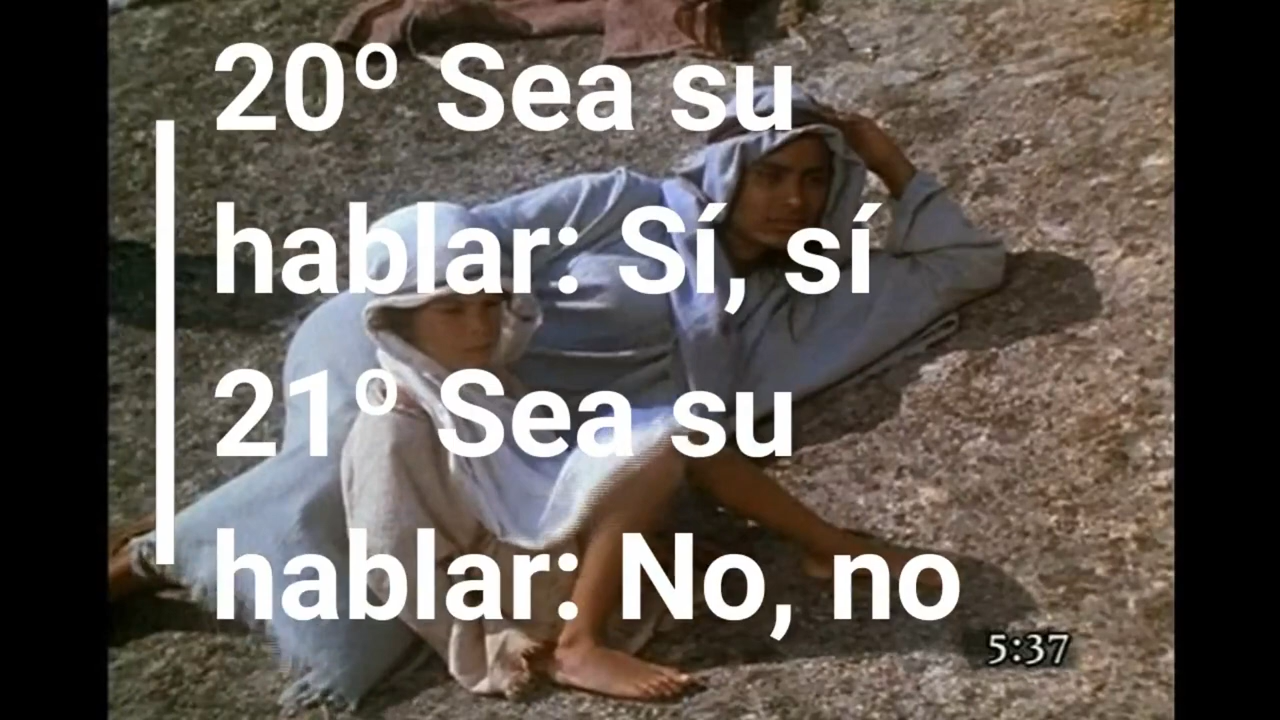 20º Sea su
hablar: Sí, sí
21º Sea su
hablar: No, no
5:37